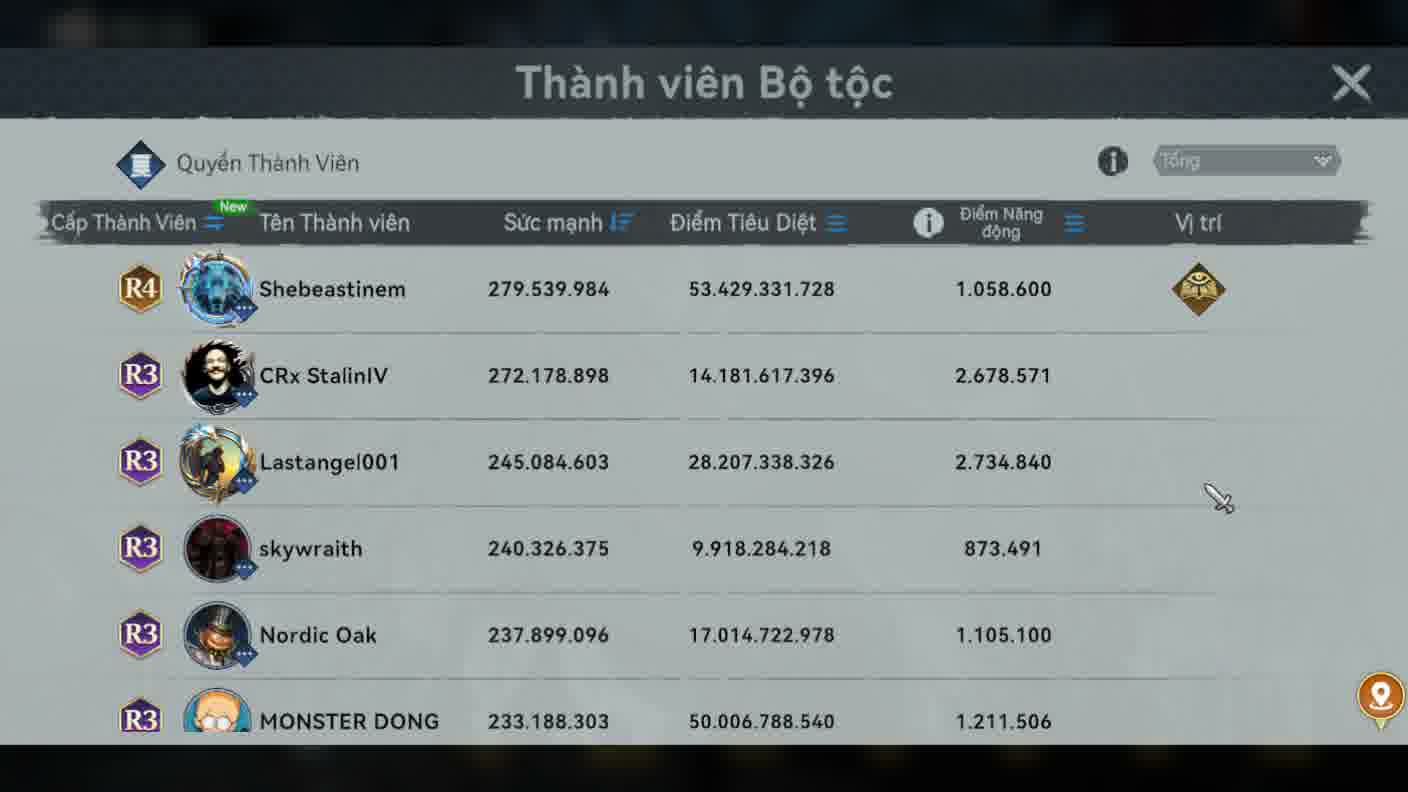 Thành viên Bộ tộc
Quyển Thành Viên
Tổng
Cấp Thành Viên New Tên Thành viên Sức mạnh Điểm Tiêu Diệt Điểm Năng động Vị trí
R4 Shebeastinem 279.539.984 53.429.331.728 1.058.600
R3 CRx StalinIV 272.178.898 14.181.617.396 2.678.571
R3 Lastangel001 245.084.603 28.207.338.326 2.734.840
R3 skywraith 240.326.375 9.918.284.218 873.491
R3 Nordic Oak 237.899.096 17.014.722.978 1.105.100
R3 MONSTER DONG 233.188.303 50.006.788.540 1.211.506